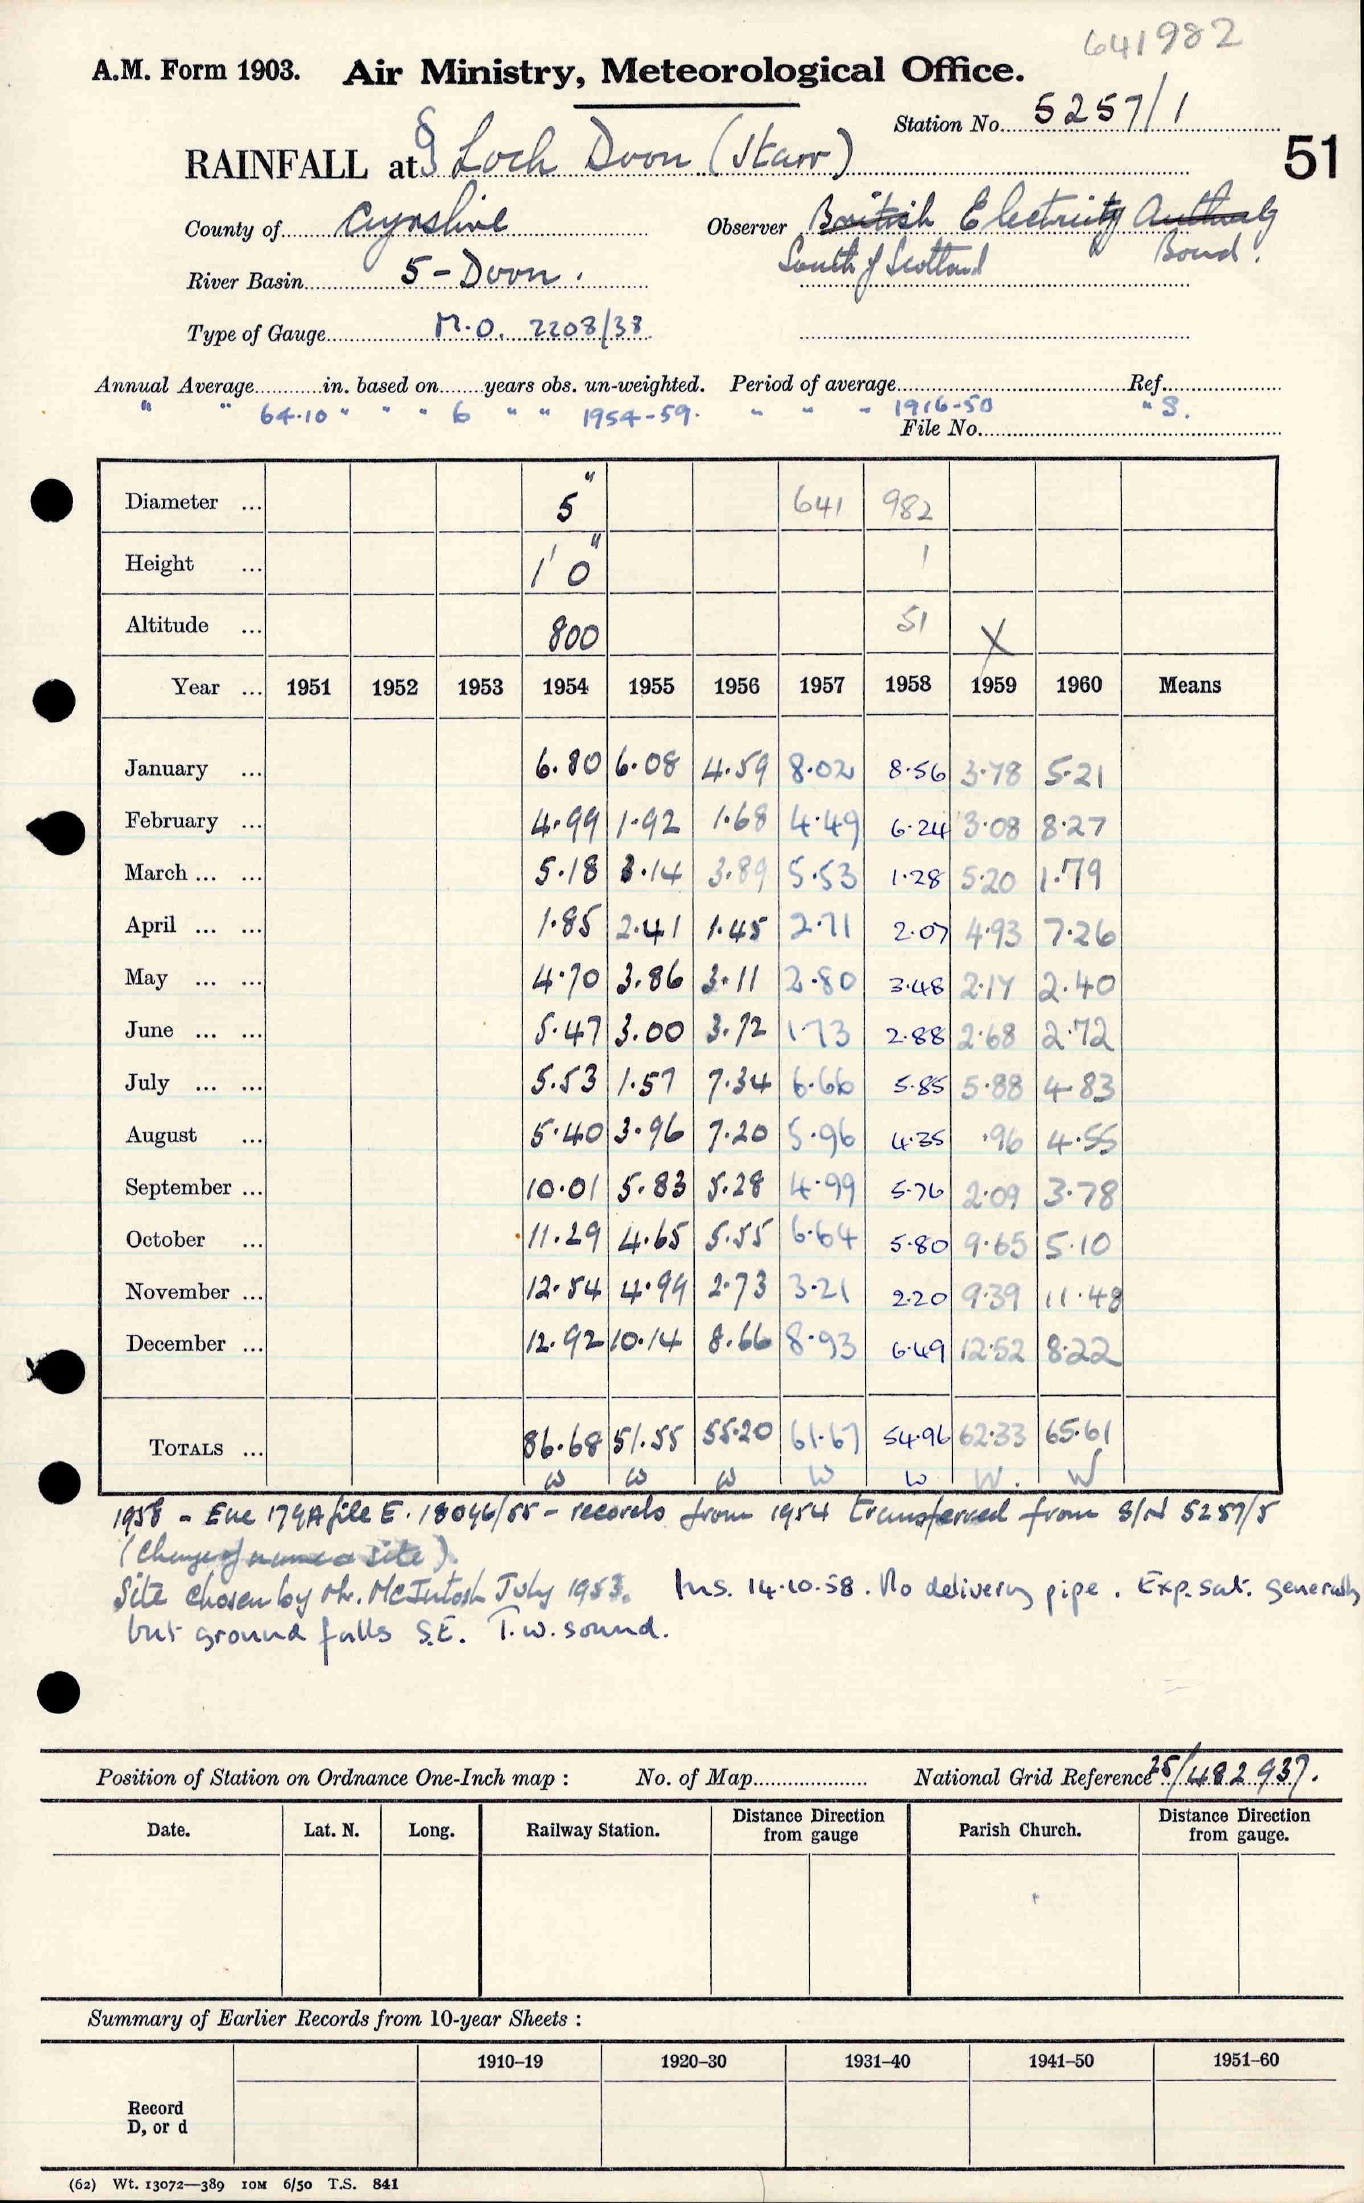 641982
A.M. Form 1903. Air Ministry, Meteorological Office.
Station No. 5257/1
RAINFALL at § Loch Doon (Starr)
51
County of Ayrshire Observer British Electricity Authority
South of Scotland Board.
River Basin 5-Doon.
Type of Gauge M.O. 2208/38
Annual Average in. based on years obs. un-weighted. Period of average Ref.
" " 64.10 " " " 6 " " 1954-59. " " " 1916-50 " S.
File No.
Diameter ... 5" 641 982
Height ... 1' 0" 1
Altitude ... 800 51 X
Year ... 1951 1952 1953 1954 1955 1956 1957 1958 1959 1960 Means
January ... 6.80 6.08 4.59 8.02 8.56 3.78 5.21
February ... 4.99 1.92 1.68 4.49 6.24 3.08 8.27
March ... ... 5.18 3.14 3.89 5.53 1.28 5.20 1.79
April ... ... 1.85 2.41 1.45 2.71 2.07 4.93 7.26
May ... ... 4.70 3.86 3.11 2.80 3.48 2.17 2.40
June ... ... 5.47 3.00 3.72 1.73 2.88 2.68 2.72
July ... ... 5.53 1.57 7.34 6.66 5.85 5.88 4.83
August ... 5.40 3.96 7.20 5.96 4.35 .96 4.55
September ... 10.01 5.83 5.28 4.99 5.76 2.09 3.78
October ... 11.29 4.65 5.55 6.64 5.80 9.65 5.10
November ... 12.54 4.99 2.73 3.21 2.20 9.39 11.48
December ... 12.92 10.14 8.66 8.93 6.49 12.52 8.22
TOTALS ... 86.68 51.55 55.20 61.67 54.96 62.33 65.61
W W W W W W. W
1958 - Enc 179A file E. 18046/55 - records from 1954 transferred from S/N 5257/5
(Change of name & site).
Site chosen by Mr. McIntosh July 1953. Ins. 14.10.58. No delivery pipe. Exp. sat. generally
but ground falls S.E. T.W. sound.
Position of Station on Ordnance One-Inch map : No. of Map National Grid Reference 25/482937.
Date. Lat. N. Long. Railway Station. Distance Direction from gauge Parish Church. Distance Direction from gauge.
Summary of Earlier Records from 10-year Sheets :
1910–19 1920–30 1931–40 1941–50 1951–60
Record
D, or d
(62) Wt. 13072—389 10M 6/50 T.S. 841